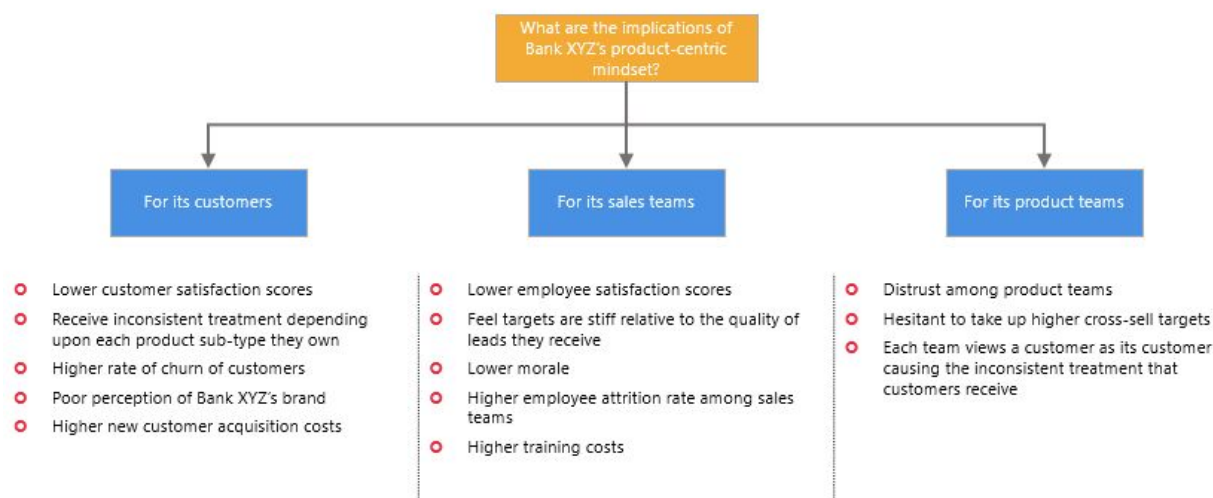 What are the implications of
Bank XYZ's product-centric
mindset?
For its customers
For its sales teams
For its product teams
Lower customer satisfaction scores
Receive inconsistent treatment depending
upon each product sub-type they own
Higher rate of churn of customers
Poor perception of Bank XYZ's brand
Higher new customer acquisition costs
Lower employee satisfaction scores
Feel targets are stiff relative to the quality of
leads they receive
Lower morale
Higher employee attrition rate among sales
teams
Higher training costs
Distrust among product teams
Hesitant to take up higher cross-sell targets
Each team views a customer as its customer
causing the inconsistent treatment that
customers receive